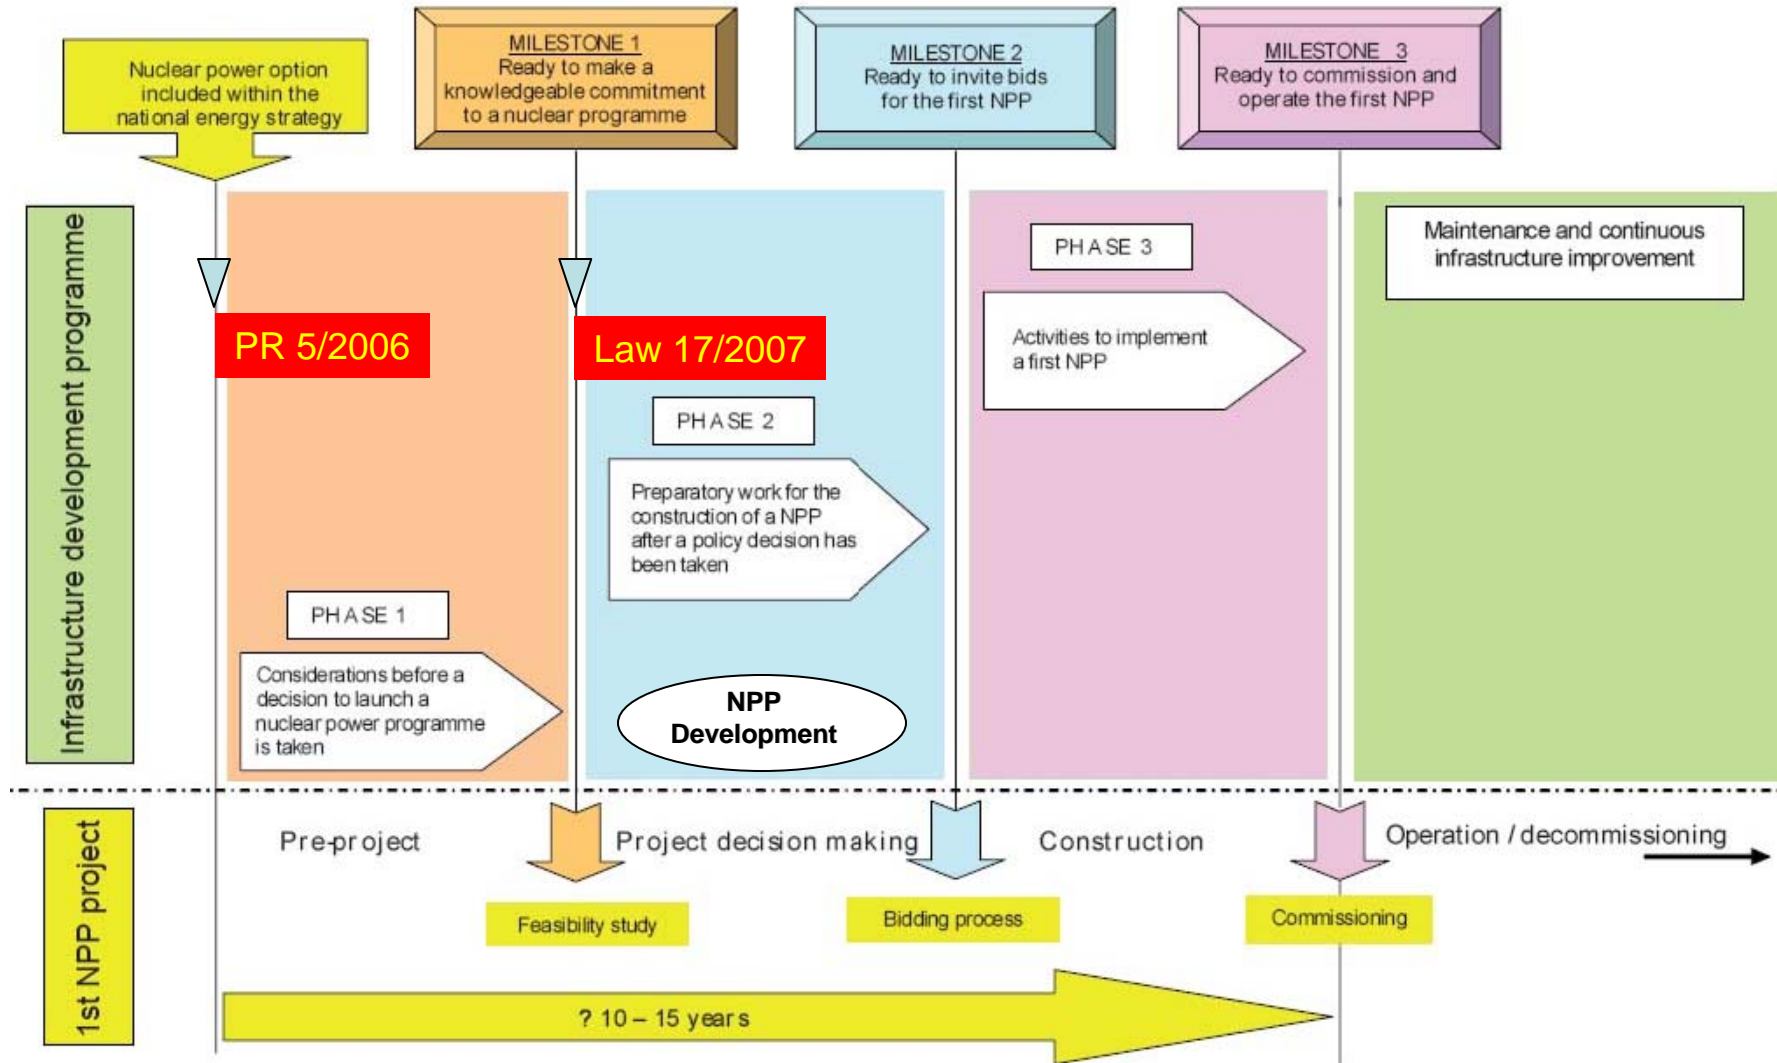 Nuclear power option
included within the
national energy strategy
MILESTONE 1
Ready to make a
knowledgeable commitment
to a nuclear programme
MILESTONE 2
Ready to invite bids
for the first NPP
MILESTONE 3
Ready to commission and
operate the first NPP
Infrastructure development programme
PR 5/2006
Law 17/2007
PHASE 1
Considerations before a
decision to launch a
nuclear power programme
is taken
PHASE 2
Preparatory work for the
construction of a NPP
after a policy decision has
been taken
NPP
Development
PHASE 3
Activities to implement
a first NPP
Maintenance and continuous
infrastructure improvement
1st NPP project
Pre-project
Project decision making
Construction
Operation / decommissioning
Feasibility study
Bidding process
Commissioning
? 10 – 15 years